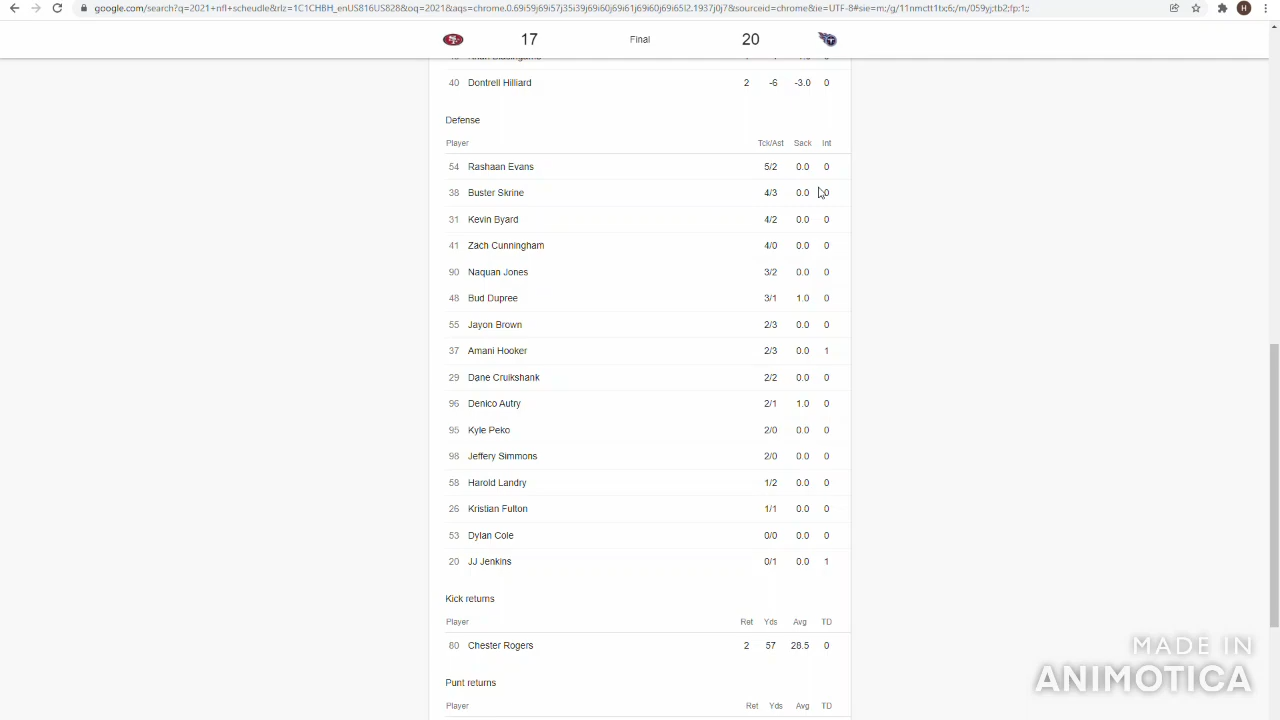 google.com/search?q=2021+nfl+scheudle&rlz=1C1CHBH_enUS816US828&oq=2021&aqs=chrome.0.69i59j69i57j35i39j69i60j69i61j69i60j69i65l2.1937j0j7&sourceid=chrome&ie=UTF-8#sie=m;/g/11nmctt1tx6;/m/059yj;tb2;fp;1;;
H
17 Final 20
40 Dontrell Hilliard 2 -6 -3.0 0
Defense
Player Tck/Ast Sack Int
54 Rashaan Evans 5/2 0.0 0
38 Buster Skrine 4/3 0.0 0
31 Kevin Byard 4/2 0.0 0
41 Zach Cunningham 4/0 0.0 0
90 Naquan Jones 3/2 0.0 0
48 Bud Dupree 3/1 1.0 0
55 Jayon Brown 2/3 0.0 0
37 Amani Hooker 2/3 0.0 1
29 Dane Cruikshank 2/2 0.0 0
96 Denico Autry 2/1 1.0 0
95 Kyle Peko 2/0 0.0 0
98 Jeffery Simmons 2/0 0.0 0
58 Harold Landry 1/2 0.0 0
26 Kristian Fulton 1/1 0.0 0
53 Dylan Cole 0/0 0.0 0
20 JJ Jenkins 0/1 0.0 1
Kick returns
Player Ret Yds Avg TD
80 Chester Rogers 2 57 28.5 0
Punt returns
Player Ret Yds Avg TD
MADE IN
ANIMOTICA